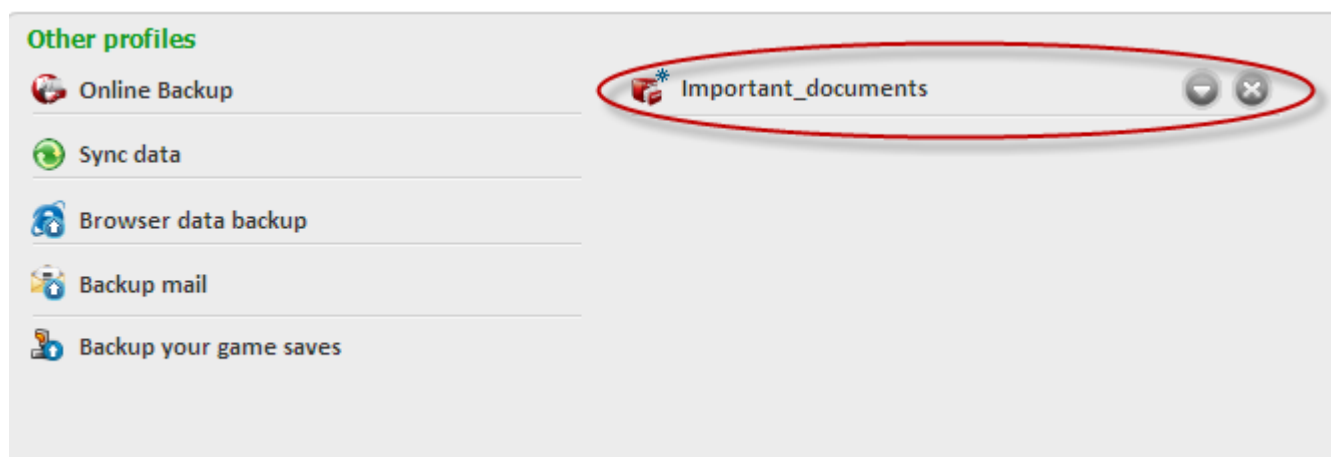 Other profiles
Online Backup
Important_documents
Sync data
Browser data backup
Backup mail
Backup your game saves